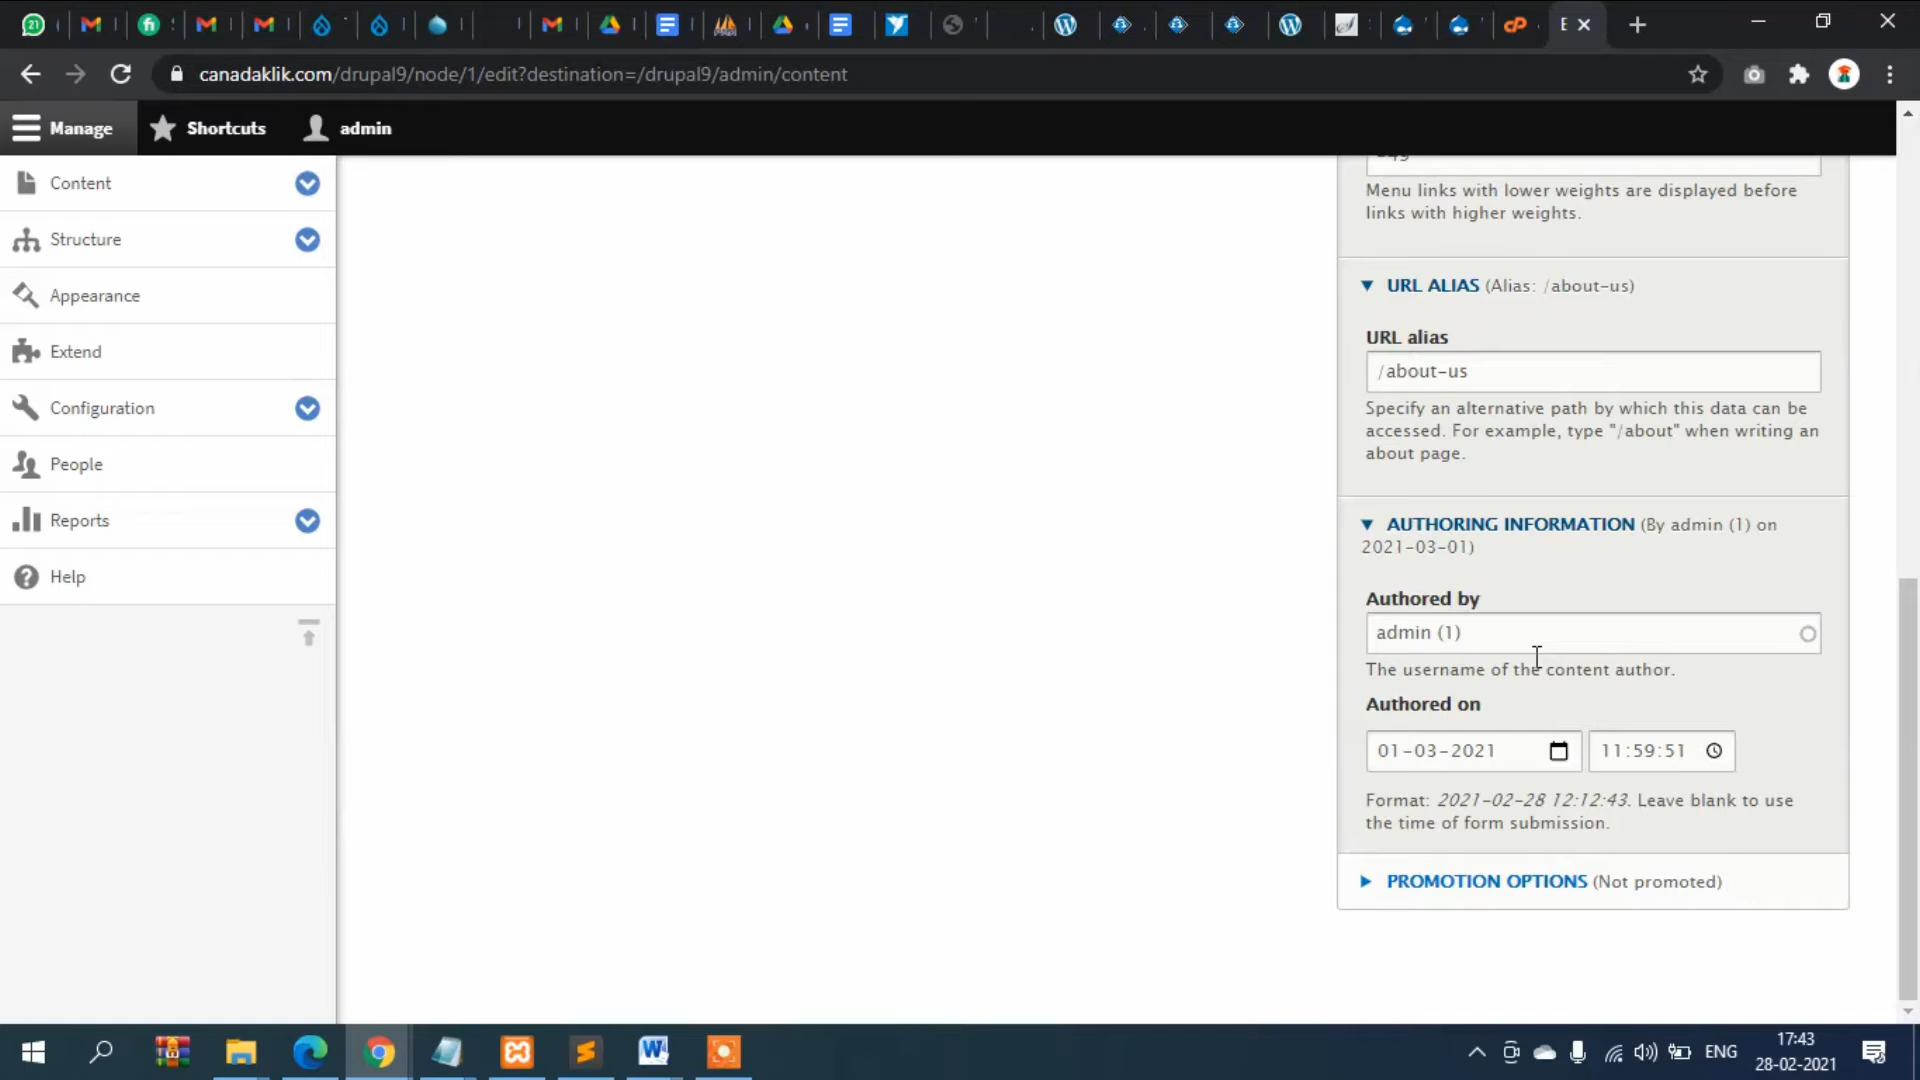 21
canadaklik.com/drupal9/node/1/edit?destination=/drupal9/admin/content
Manage
Shortcuts
admin
Content
Structure
Appearance
Extend
Configuration
People
Reports
Help
Menu links with lower weights are displayed before
links with higher weights.
URL ALIAS (Alias: /about-us)
URL alias
/about-us
Specify an alternative path by which this data can be
accessed. For example, type "/about" when writing an
about page.
AUTHORING INFORMATION (By admin (1) on
2021-03-01)
Authored by
admin (1)
The username of the content author.
Authored on
01-03-2021
11:59:51
Format: 2021-02-28 12:12:43. Leave blank to use
the time of form submission.
PROMOTION OPTIONS (Not promoted)
ENG
17:43
28-02-2021